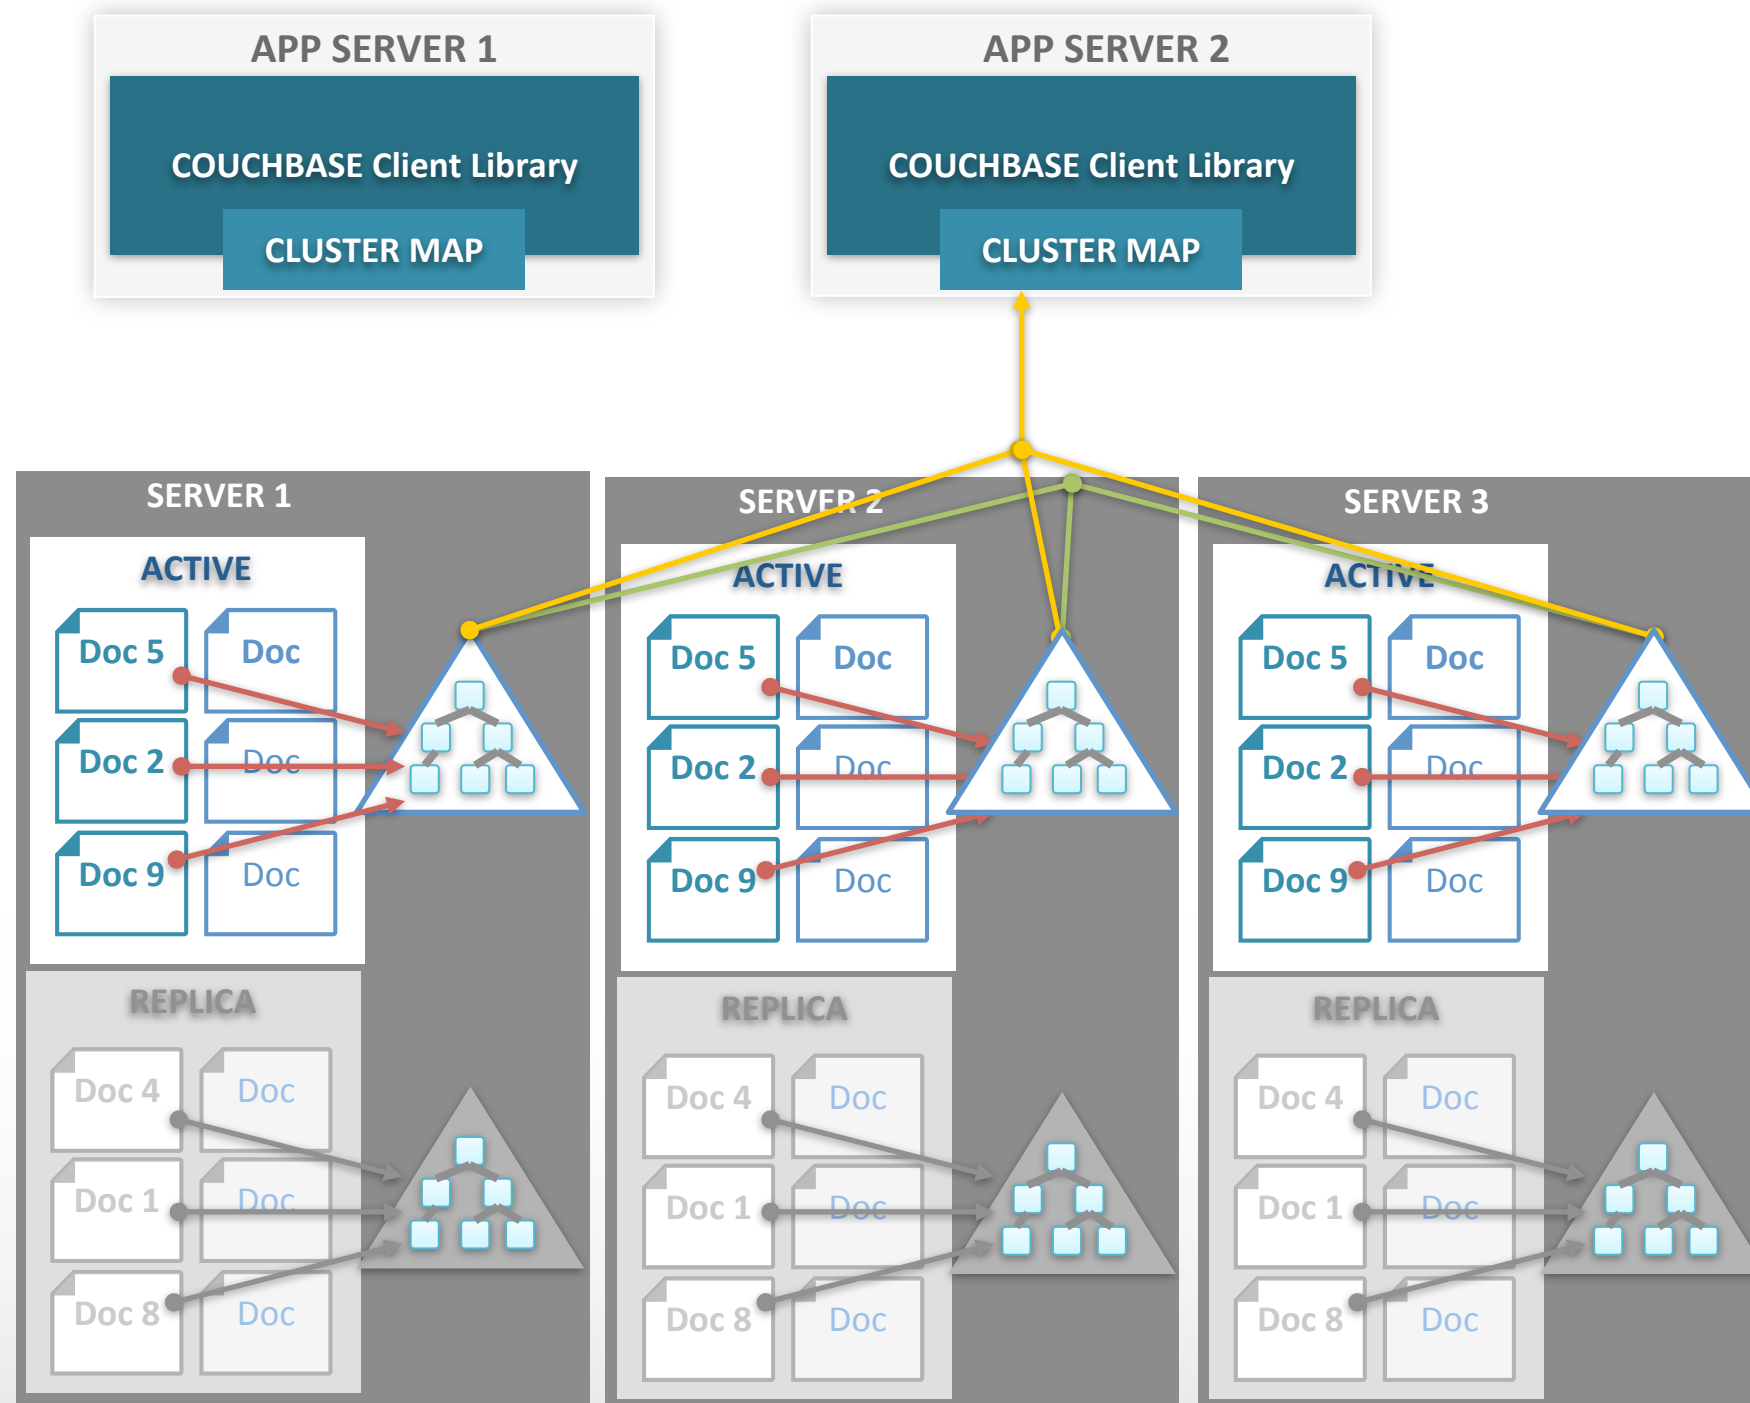 APP SERVER 1
COUCHBASE Client Library
CLUSTER MAP
APP SERVER 2
COUCHBASE Client Library
CLUSTER MAP
SERVER 1
ACTIVE
Doc 5
Doc
Doc 2
Doc
Doc 9
Doc
REPLICA
Doc 4
Doc
Doc 1
Doc
Doc 8
Doc
SERVER 2
ACTIVE
Doc 5
Doc
Doc 2
Doc
Doc 9
Doc
REPLICA
Doc 4
Doc
Doc 1
Doc
Doc 8
Doc
SERVER 3
ACTIVE
Doc 5
Doc
Doc 2
Doc
Doc 9
Doc
REPLICA
Doc 4
Doc
Doc 1
Doc
Doc 8
Doc